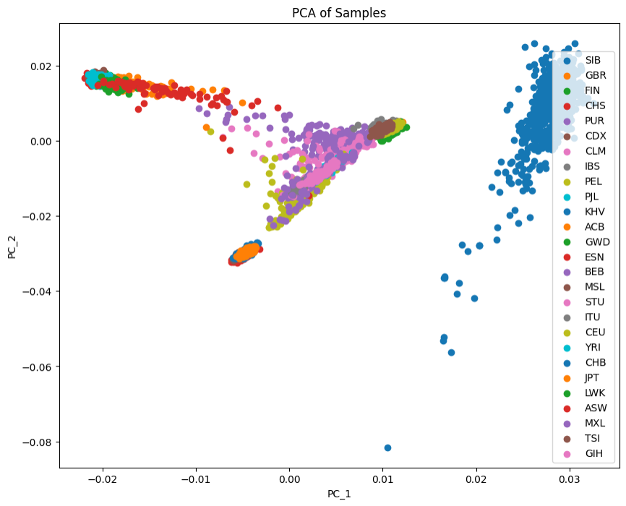 PCA of Samples
0.02
0.00
−0.02
−0.04
−0.06
−0.08
PC_2
−0.02
−0.01
0.00
0.01
0.02
0.03
PC_1
SIB
GBR
FIN
CHS
PUR
CDX
CLM
IBS
PEL
PJL
KHV
ACB
GWD
ESN
BEB
MSL
STU
ITU
CEU
YRI
CHB
JPT
LWK
ASW
MXL
TSI
GIH